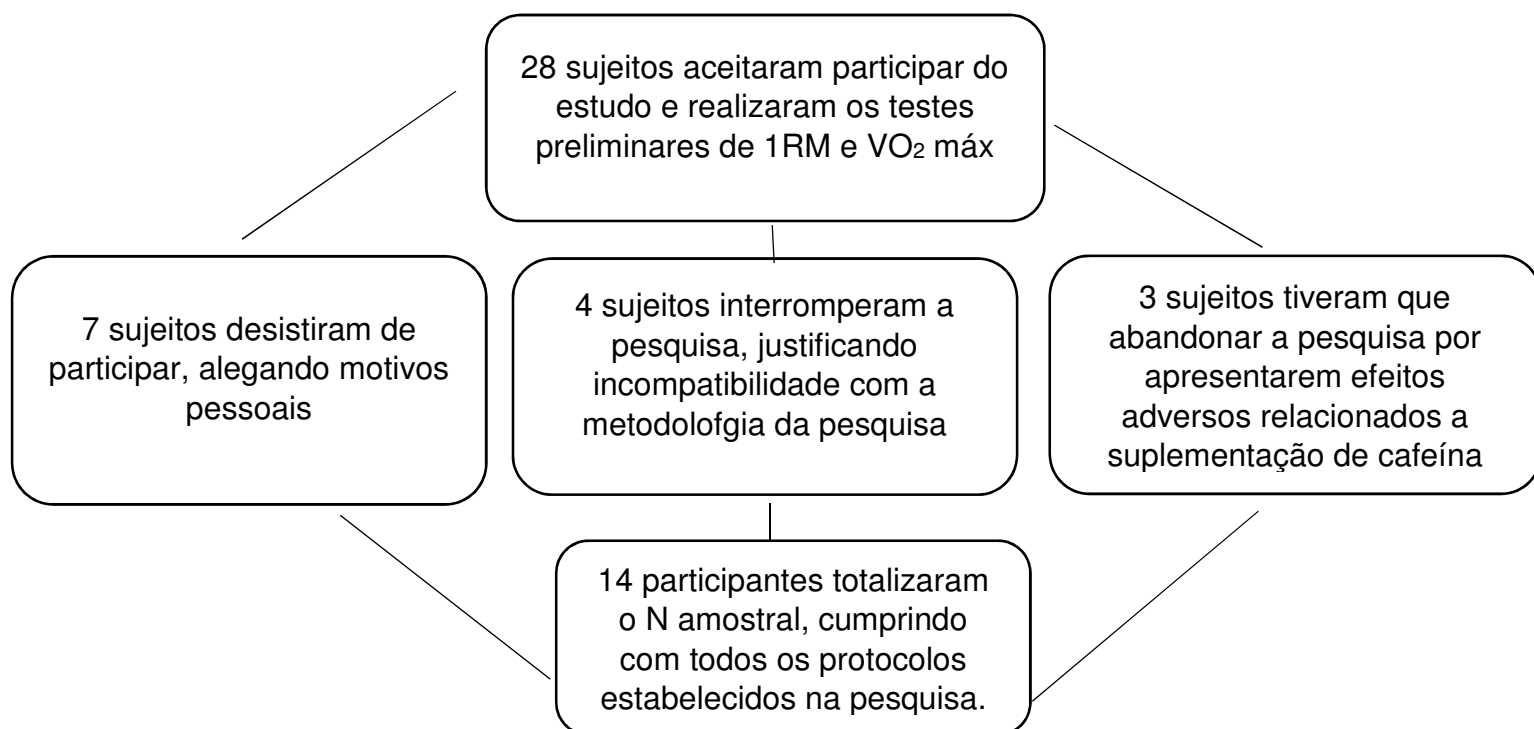 28 sujeitos aceitaram participar do
estudo e realizaram os testes
preliminares de 1RM e VO2 máx
7 sujeitos desistiram de
participar, alegando motivos
pessoais
4 sujeitos interromperam a
pesquisa, justificando
incompatibilidade com a
metodolofgia da pesquisa
3 sujeitos tiveram que
abandonar a pesquisa por
apresentarem efeitos
adversos relacionados a
suplementação de cafeína
14 participantes totalizaram
o N amostral, cumprindo
com todos os protocolos
estabelecidos na pesquisa.